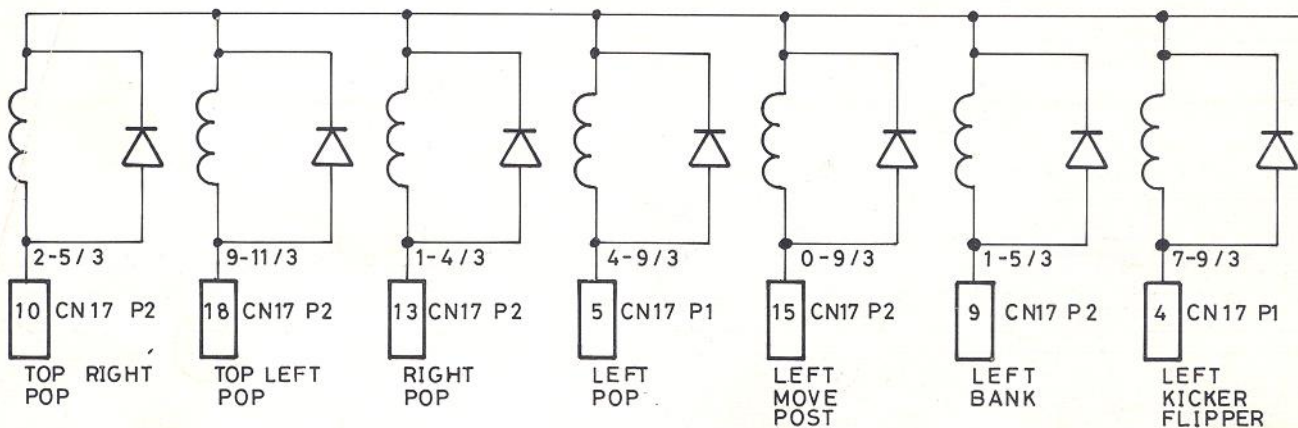 2-5/3 9-11/3 1-4/3 4-9/3 0-9/3 1-5/3 7-9/3
10 CN17 P2 18 CN17 P2 13 CN17 P2 5 CN17 P1 15 CN17 P2 9 CN17 P2 4 CN17 P1
TOP RIGHT TOP LEFT RIGHT LEFT LEFT LEFT LEFT
POP POP POP POP MOVE BANK KICKER
POST FLIPPER